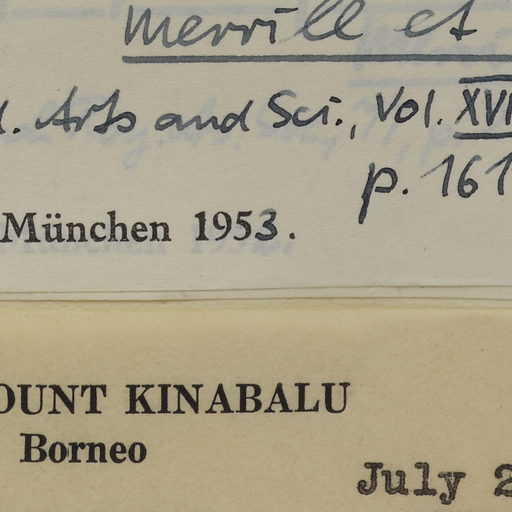 Merrill et
. Arts and Sci., Vol. XVI
p. 161
München 1953.
OUNT KINABALU
Borneo
July 2